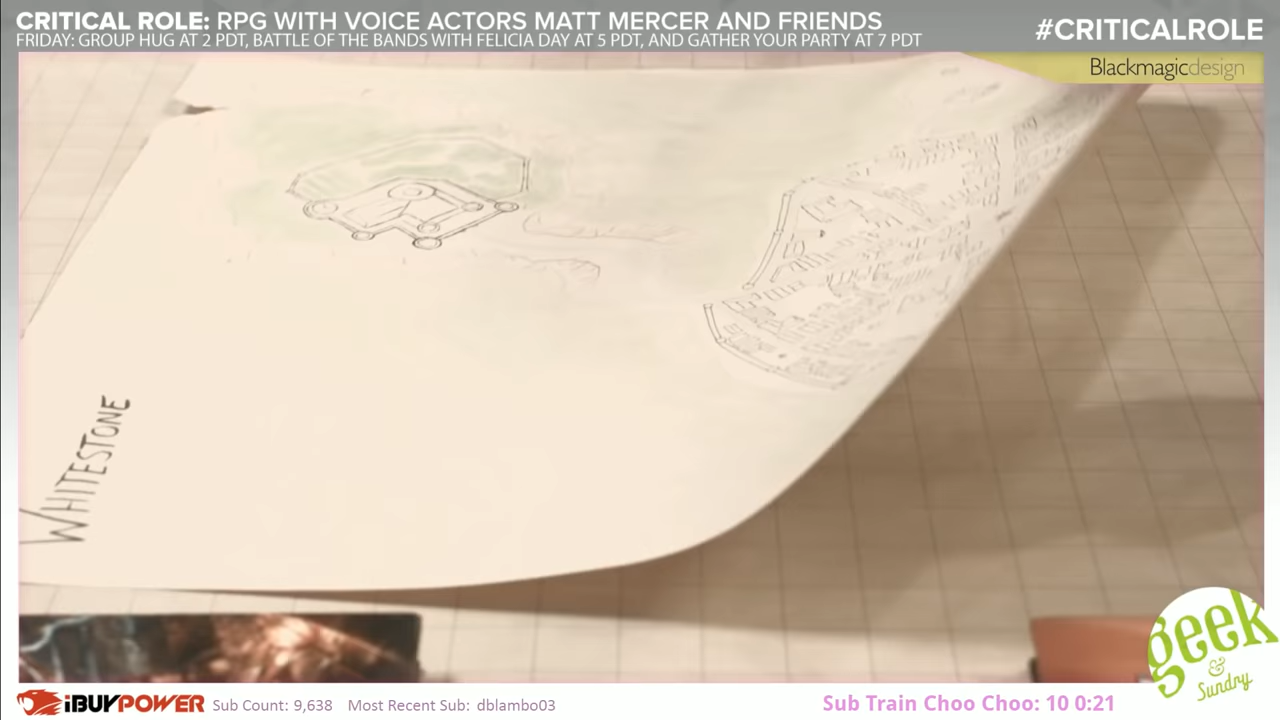 CRITICAL ROLE: RPG WITH VOICE ACTORS MATT MERCER AND FRIENDS
FRIDAY: GROUP HUG AT 2 PDT, BATTLE OF THE BANDS WITH FELICIA DAY AT 5 PDT, AND GATHER YOUR PARTY AT 7 PDT
#CRITICALROLE
Blackmagicdesign
WHITESTONE
geek
& Sundry
iBUYPOWER Sub Count: 9,638 Most Recent Sub: dblambo03
Sub Train Choo Choo: 10 0:21